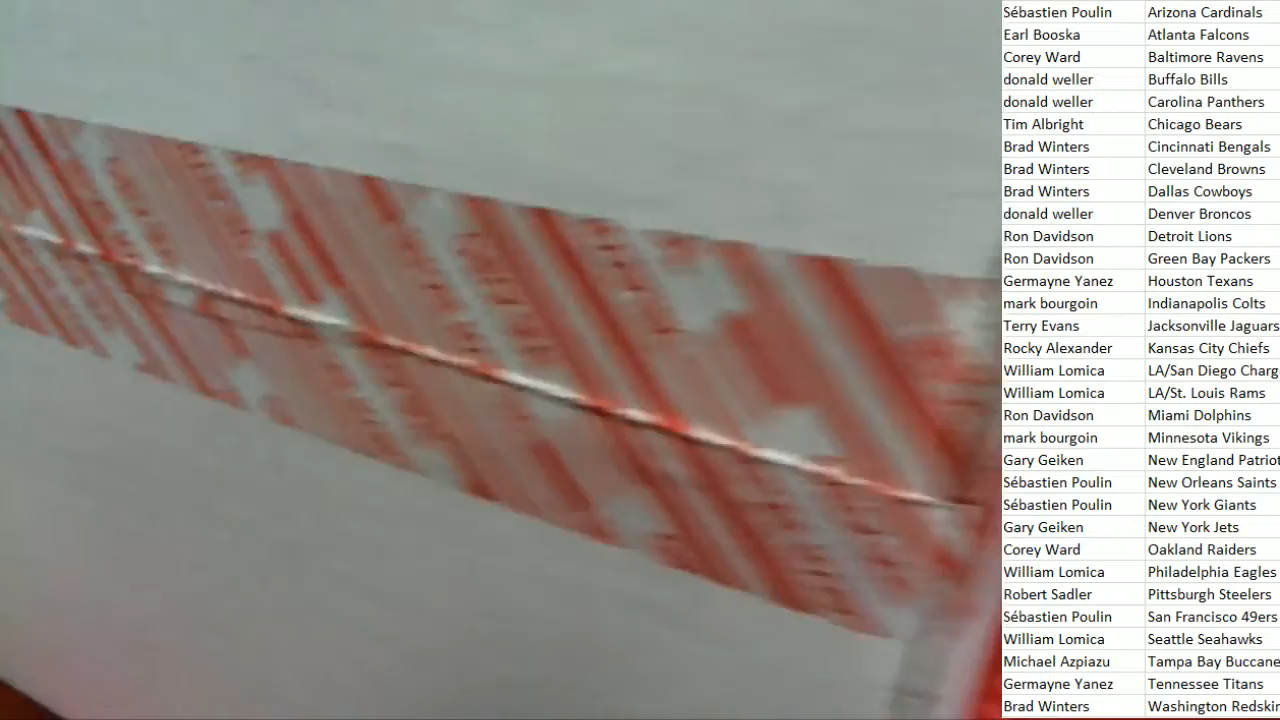 Sébastien Poulin Arizona Cardinals
Earl Booska Atlanta Falcons
Corey Ward Baltimore Ravens
donald weller Buffalo Bills
donald weller Carolina Panthers
Tim Albright Chicago Bears
Brad Winters Cincinnati Bengals
Brad Winters Cleveland Browns
Brad Winters Dallas Cowboys
donald weller Denver Broncos
Ron Davidson Detroit Lions
Ron Davidson Green Bay Packers
Germayne Yanez Houston Texans
mark bourgoin Indianapolis Colts
Terry Evans Jacksonville Jaguars
Rocky Alexander Kansas City Chiefs
William Lomica LA/San Diego Charg
William Lomica LA/St. Louis Rams
Ron Davidson Miami Dolphins
mark bourgoin Minnesota Vikings
Gary Geiken New England Patriot
Sébastien Poulin New Orleans Saints
Sébastien Poulin New York Giants
Gary Geiken New York Jets
Corey Ward Oakland Raiders
William Lomica Philadelphia Eagles
Robert Sadler Pittsburgh Steelers
Sébastien Poulin San Francisco 49ers
William Lomica Seattle Seahawks
Michael Azpiazu Tampa Bay Buccane
Germayne Yanez Tennessee Titans
Brad Winters Washington Redskin